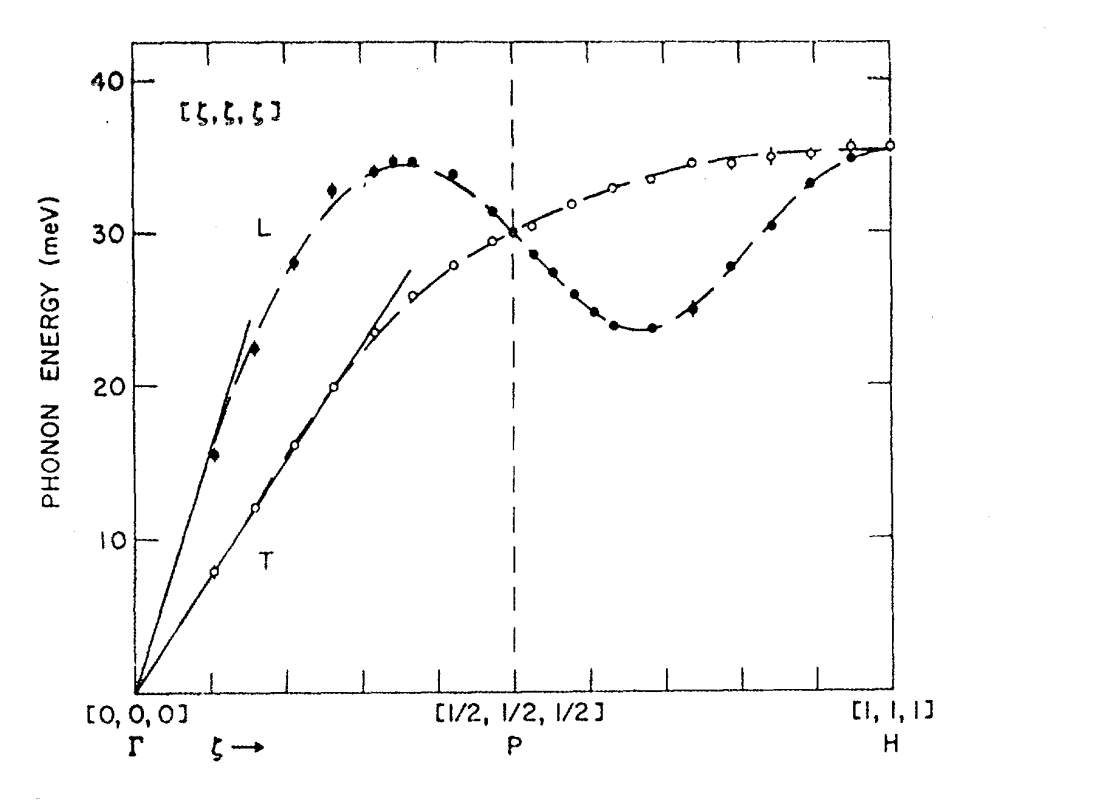 40
[ζ,ζ,ζ]
PHONON ENERGY (meV)
L
30
20
10
T
[0,0,0] [1/2, 1/2, 1/2] [1, 1, 1]
Γ ζ → P H